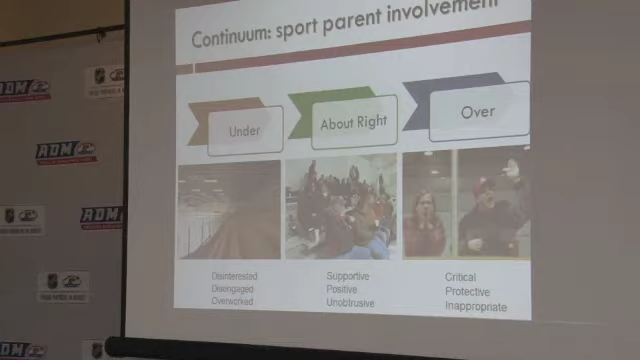 Continuum: sport parent involvement
Under
About Right
Over
Disinterested
Disengaged
Overworked
Supportive
Positive
Unobtrusive
Critical
Protective
Inappropriate
ADM
ADM
ADM